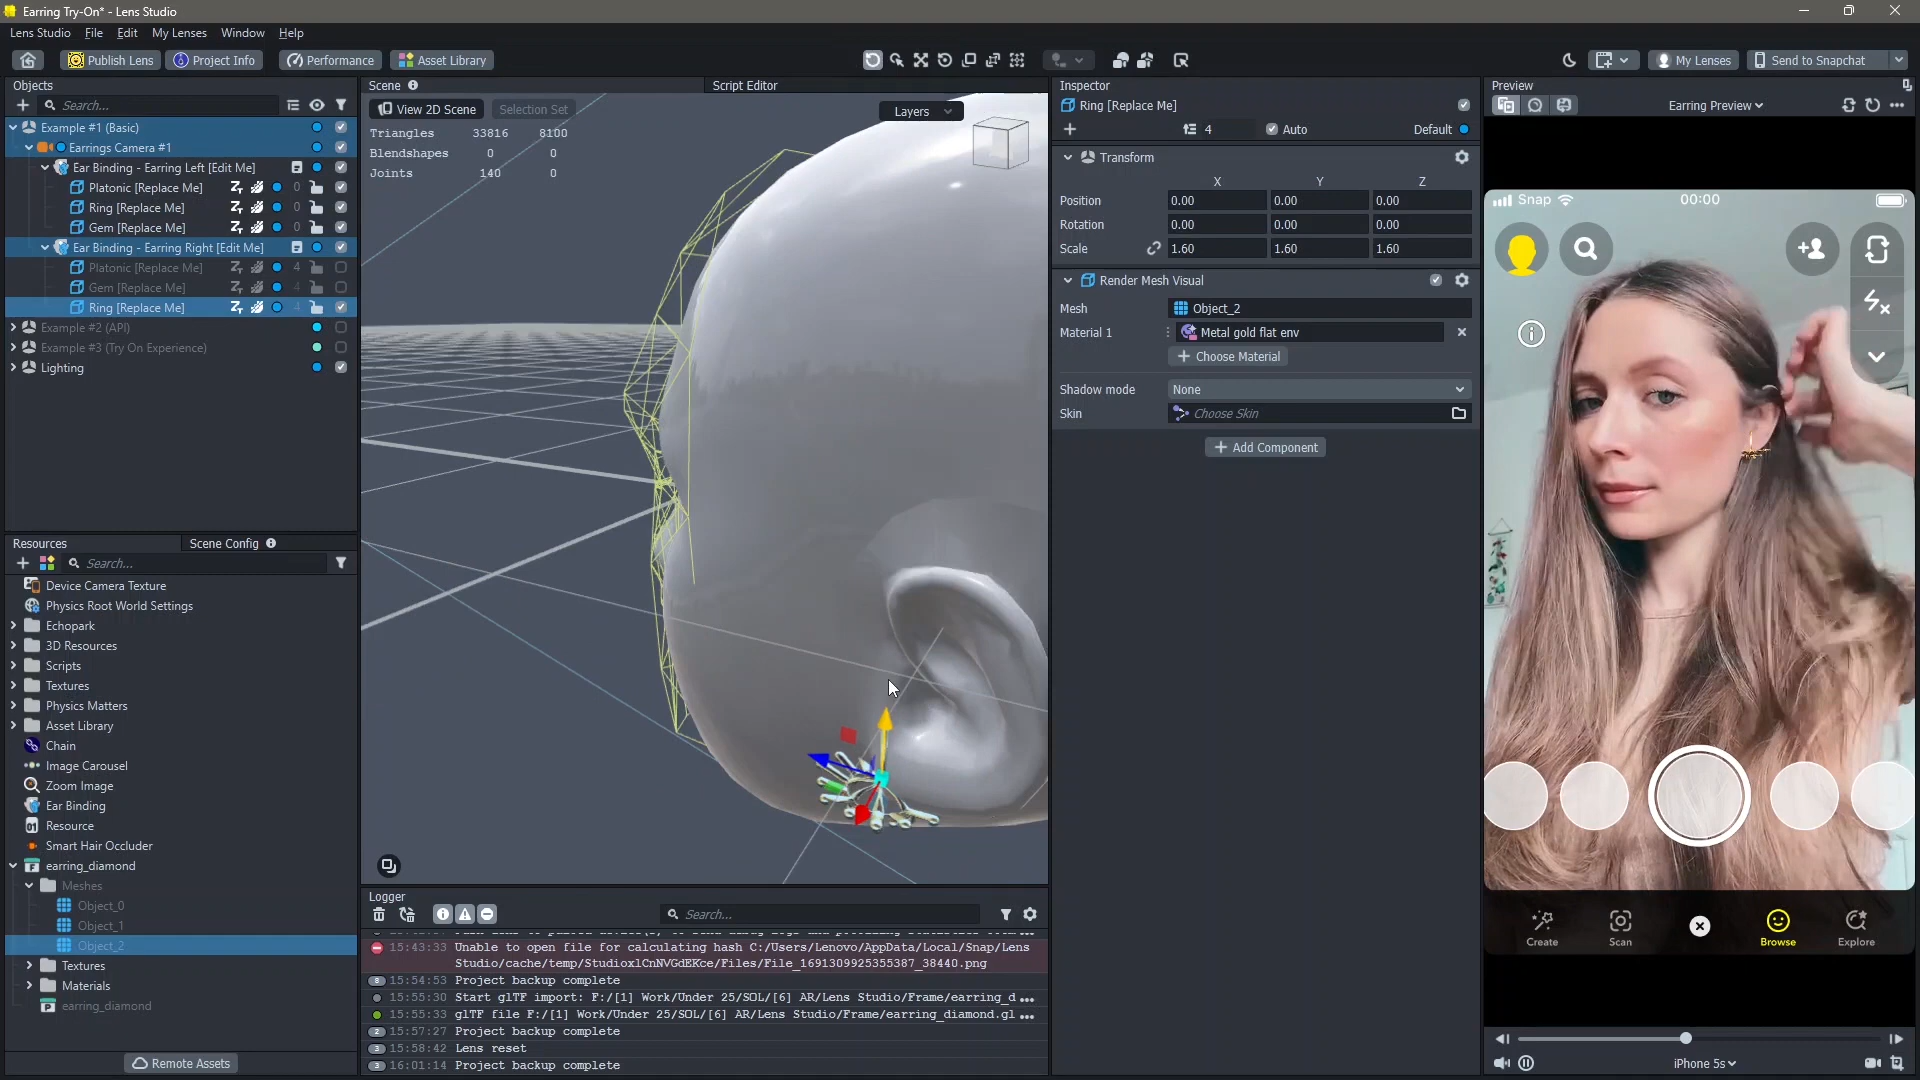 Earring Try-On* - Lens Studio
Lens Studio File Edit My Lenses Window Help
Publish Lens Project Info Performance Asset Library My Lenses Send to Snapchat
Objects
Search...
Example #1 (Basic)
Earrings Camera #1
Ear Binding - Earring Left [Edit Me]
Platonic [Replace Me] 0
Ring [Replace Me] 0
Gem [Replace Me] 0
Ear Binding - Earring Right [Edit Me]
Platonic [Replace Me] 4
Gem [Replace Me] 4
Ring [Replace Me] 4
Example #2 (API)
Example #3 (Try On Experience)
Lighting
Resources Scene Config
Search...
Device Camera Texture
Physics Root World Settings
Echopark
3D Resources
Scripts
Textures
Physics Matters
Asset Library
Chain
Image Carousel
Zoom Image
Ear Binding
Resource
Smart Hair Occluder
earring_diamond
Meshes
Object_0
Object_1
Object_2
Textures
Materials
earring_diamond
Remote Assets
Scene Script Editor
View 2D Scene Selection Set Layers
Triangles 33816 8100
Blendshapes 0 0
Joints 140 0
Logger
Search...
15:43:33 Unable to open file for calculating hash C:/Users/Lenovo/AppData/Local/Snap/Lens
Studio/cache/temp/StudioxlCnNVGdEKce/Files/File_1691309925355387_38440.png
8 15:54:53 Project backup complete
15:55:30 Start glTF import: F:/[1] Work/Under 25/SOL/[6] AR/Lens Studio/Frame/earring_d...
15:55:33 glTF file F:/[1] Work/Under 25/SOL/[6] AR/Lens Studio/Frame/earring_diamond.gl...
2 15:57:27 Project backup complete
3 15:58:42 Lens reset
3 16:01:14 Project backup complete
Inspector
Ring [Replace Me]
4 Auto Default
Transform
X Y Z
Position 0.00 0.00 0.00
Rotation 0.00 0.00 0.00
Scale 1.60 1.60 1.60
Render Mesh Visual
Mesh Object_2
Material 1 Metal gold flat env
Choose Material
Shadow mode None
Skin Choose Skin
Add Component
Preview
Earring Preview
Snap 00:00
Create Scan Browse Explore
iPhone 5s